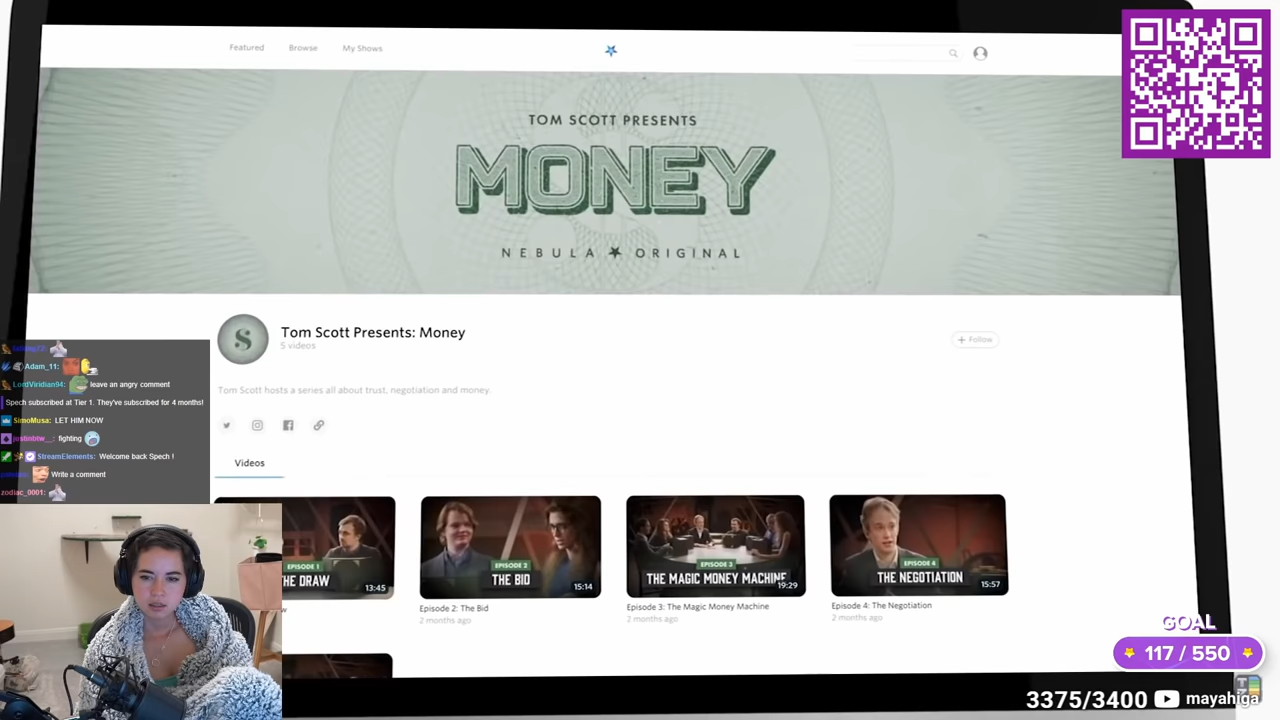 Featured Browse My Shows
TOM SCOTT PRESENTS
MONEY
NEBULA ORIGINAL
Tom Scott Presents: Money
5 videos
+ Follow
Tom Scott hosts a series all about trust, negotiation and money.
Videos
EPISODE 1
THE DRAW
13:45
EPISODE 2
THE BID
15:14
Episode 2: The Bid
2 months ago
EPISODE 3
THE MAGIC MONEY MACHINE
19:29
Episode 3: The Magic Money Machine
2 months ago
EPISODE 4
THE NEGOTIATION
15:57
Episode 4: The Negotiation
2 months ago
Adam_11:
LordViridian94: leave an angry comment
Spech subscribed at Tier 1. They've subscribed for 4 months!
SimoMusa: LET HIM NOW
justinbtw__: fighting
StreamElements: Welcome back Spech !
Write a comment
zodiac_0001:
GOAL
117 / 550
3375/3400 mayahiga